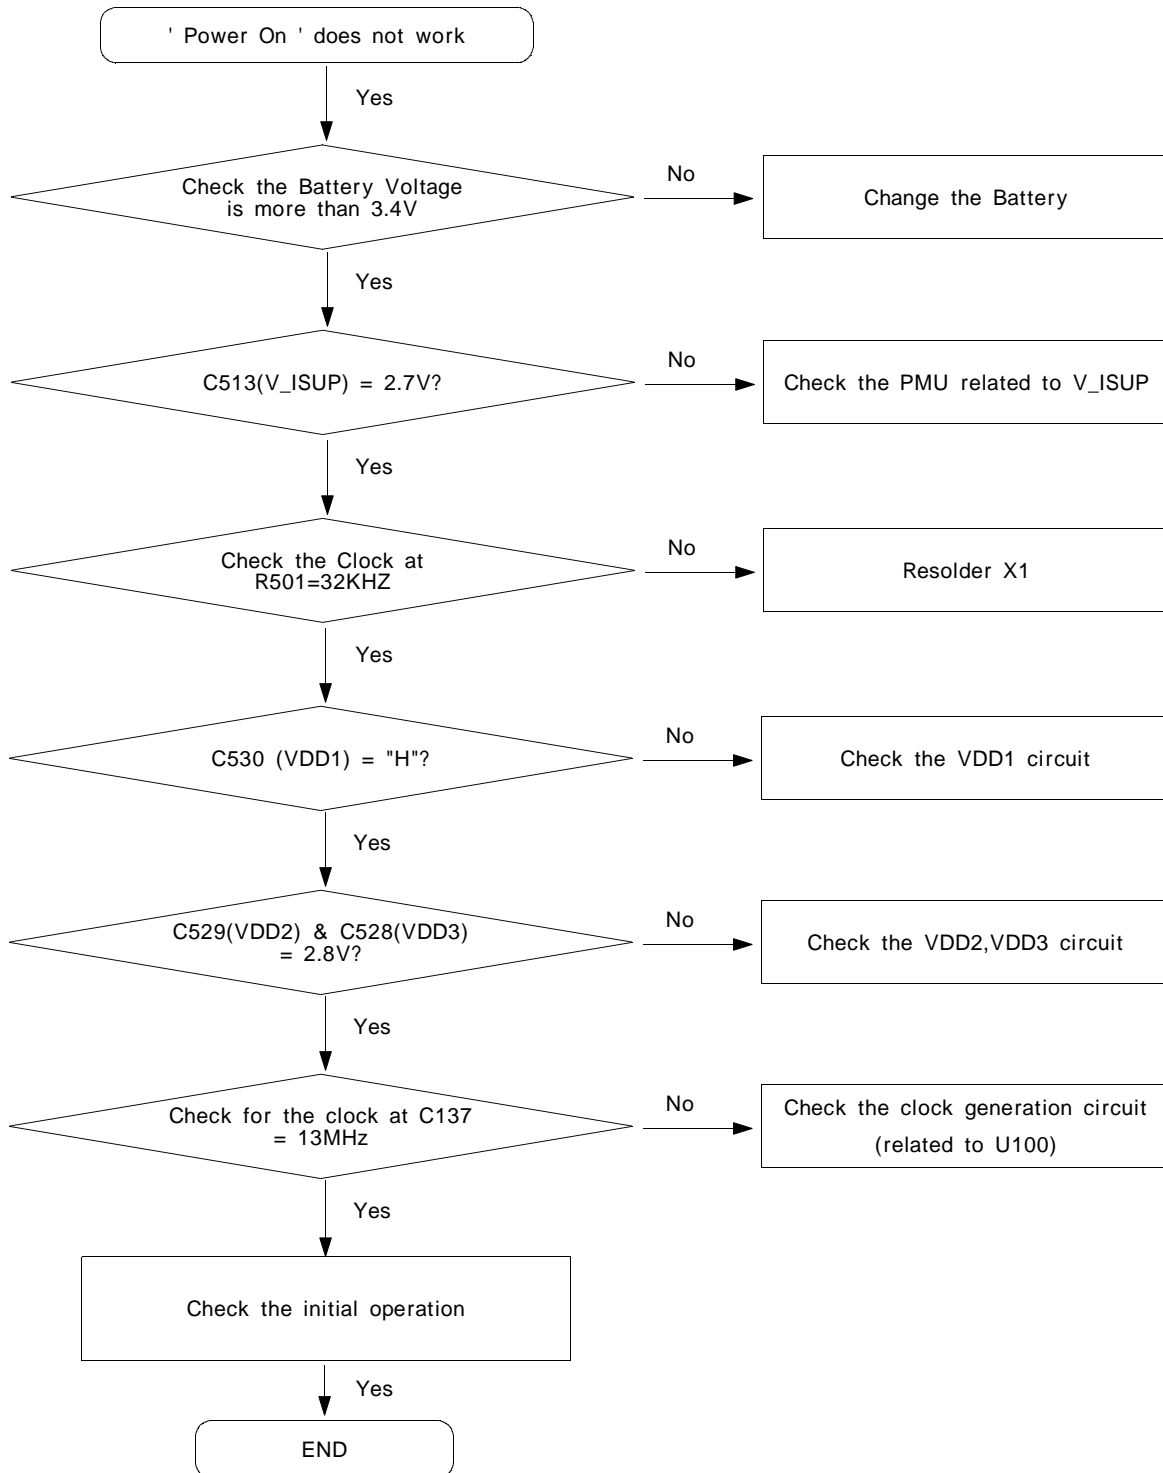 ' Power On ' does not work
Yes
Check the Battery Voltage
is more than 3.4V
No
Change the Battery
Yes
C513(V_ISUP) = 2.7V?
No
Check the PMU related to V_ISUP
Yes
Check the Clock at
R501=32KHZ
No
Resolder X1
Yes
C530 (VDD1) = "H"?
No
Check the VDD1 circuit
Yes
C529(VDD2) & C528(VDD3)
= 2.8V?
No
Check the VDD2,VDD3 circuit
Yes
Check for the clock at C137
= 13MHz
No
Check the clock generation circuit
(related to U100)
Yes
Check the initial operation
Yes
END